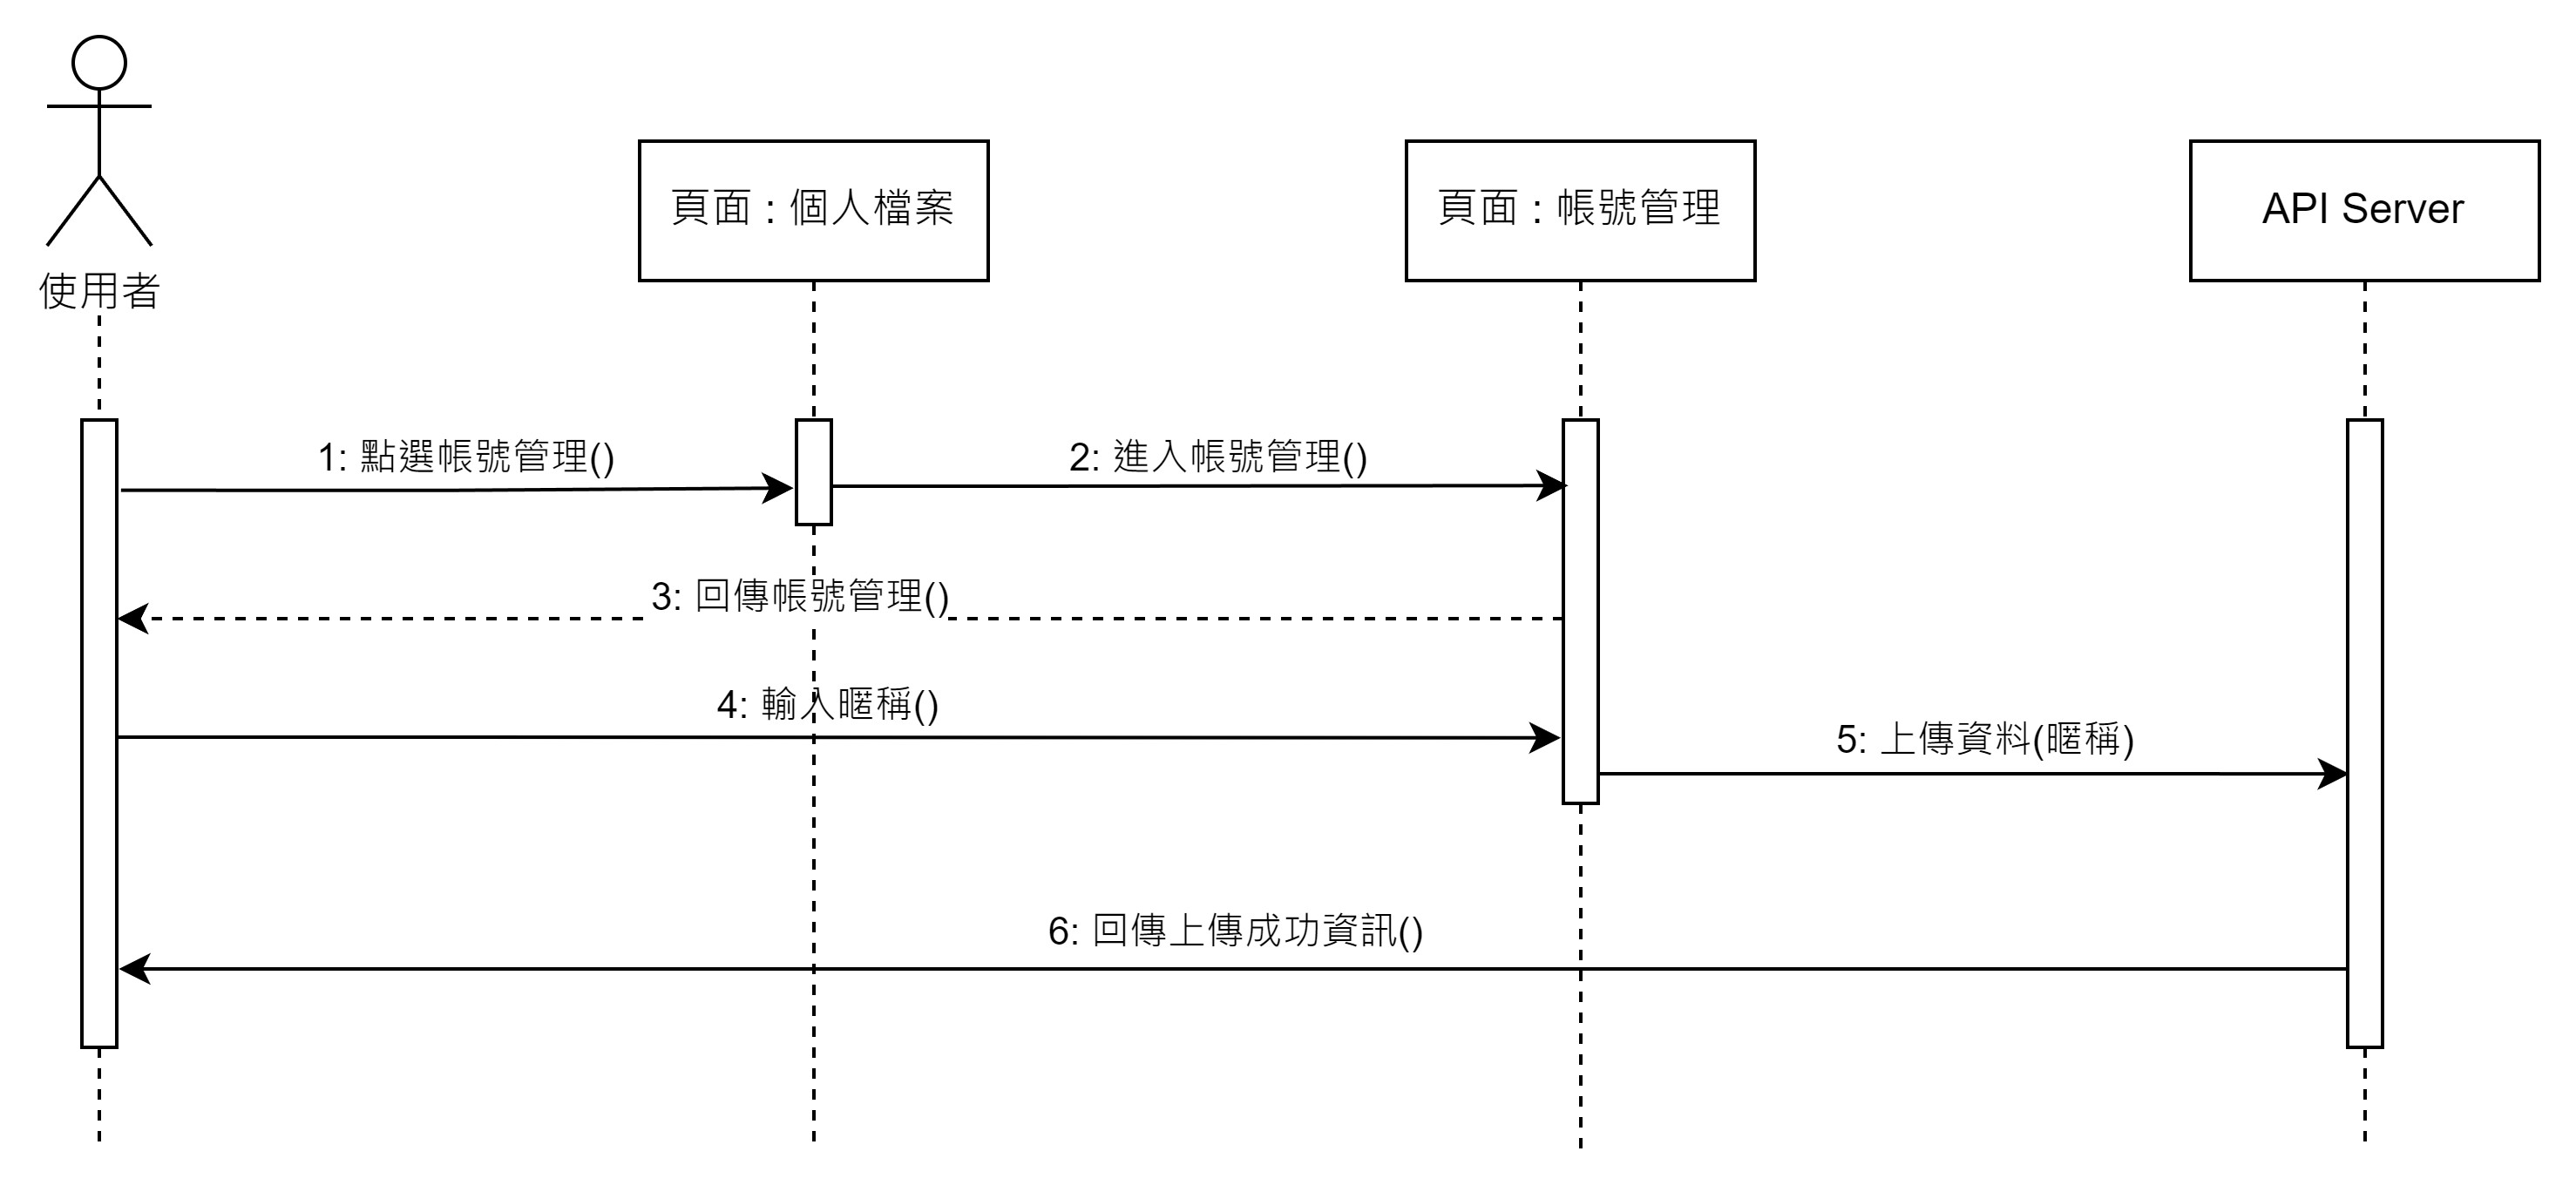 使用者
頁面 : 個人檔案
頁面 : 帳號管理
API Server
1: 點選帳號管理()
2: 進入帳號管理()
3: 回傳帳號管理()
4: 輸入暱稱()
5: 上傳資料(暱稱)
6: 回傳上傳成功資訊()